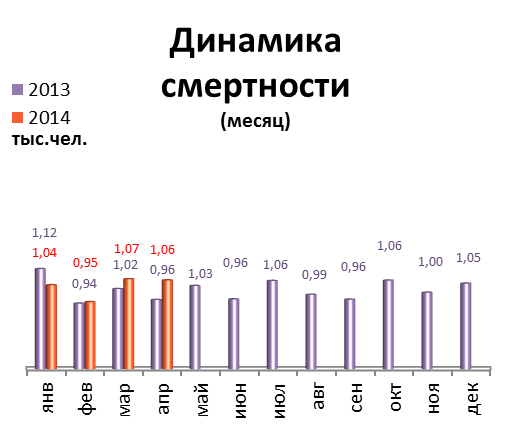 Динамика
смертности
(месяц)
2013
2014
тыс.чел.
1,12
1,04
0,95
0,94
1,07
1,02
1,06
0,96
1,03
0,96
1,06
0,99
0,96
1,06
1,00
1,05
янв
фев
мар
апр
май
июн
июл
авг
сен
окт
ноя
дек